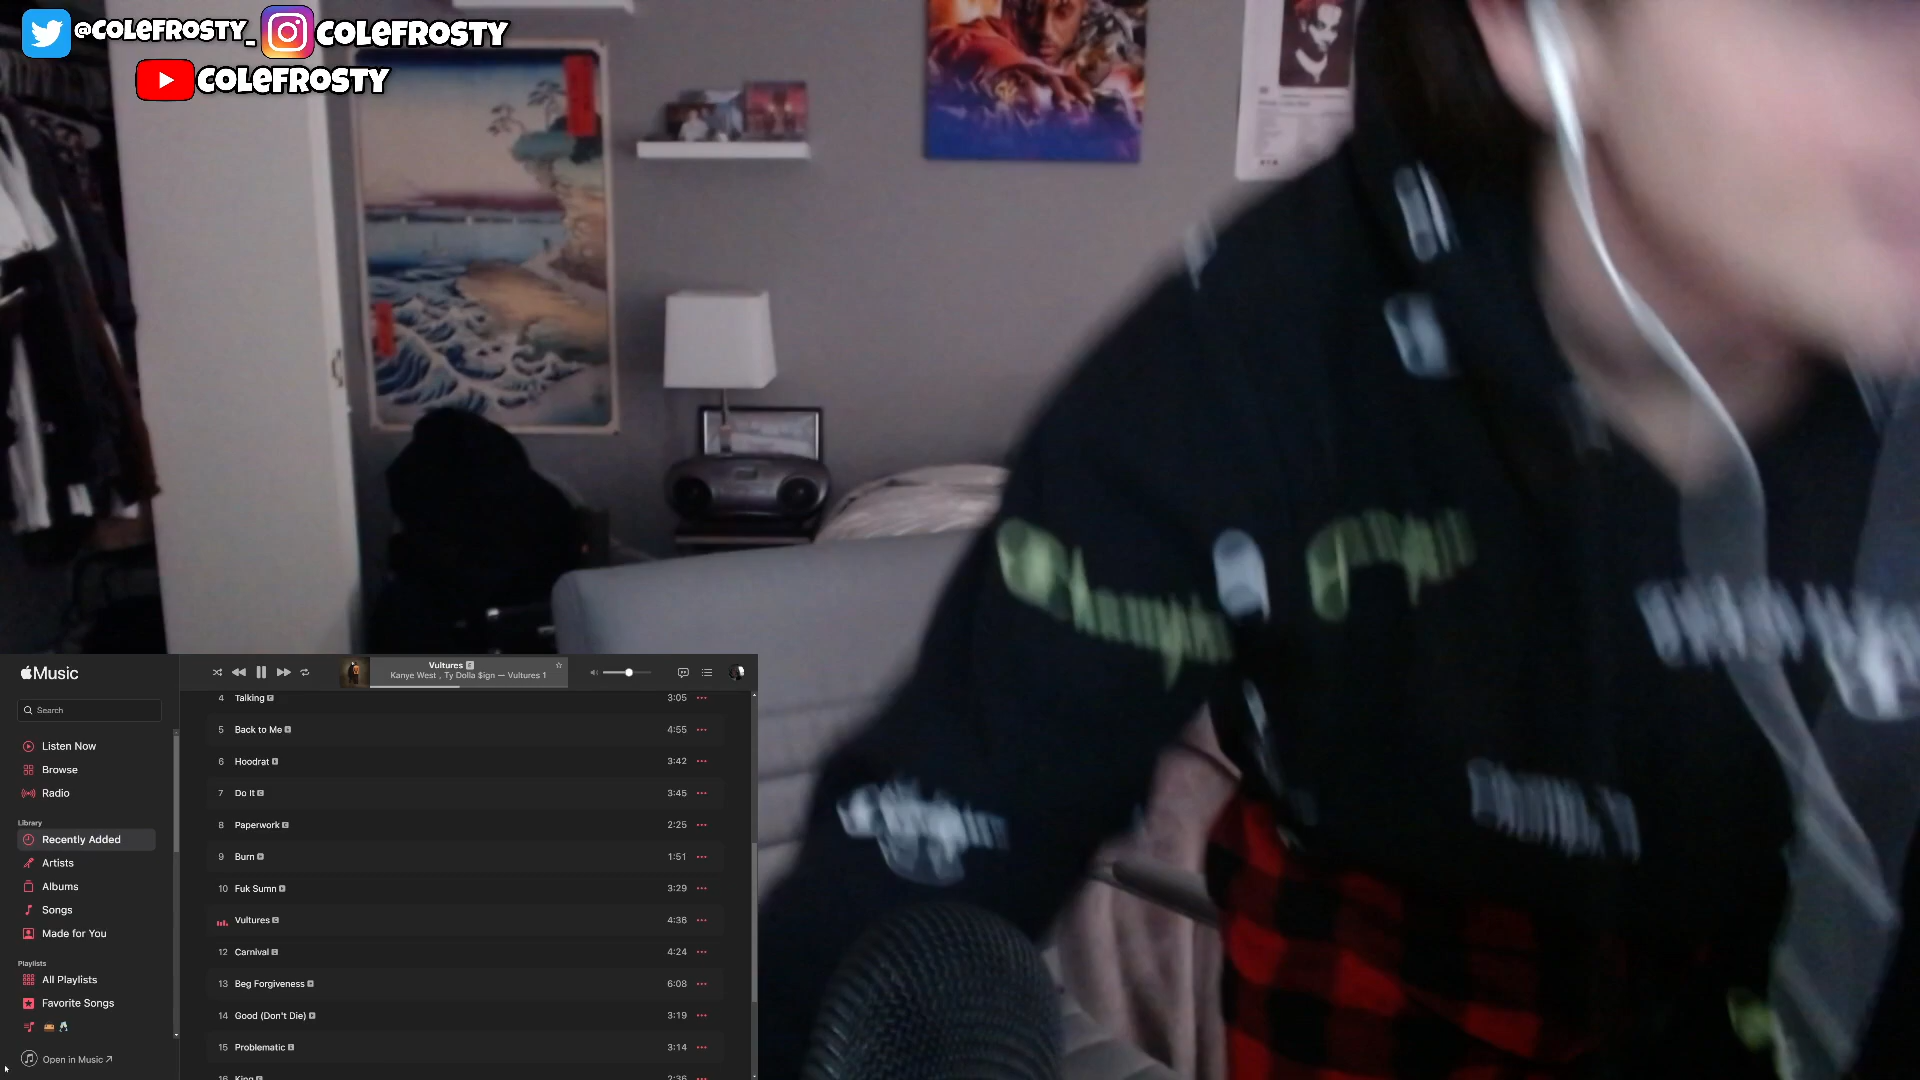 @COLEFROSTY_ COLEFROSTY
COLEFROSTY
Music
Search
Listen Now
Browse
Radio
Library
Recently Added
Artists
Albums
Songs
Made for You
Playlists
All Playlists
Favorite Songs
Open in Music
Vultures E
Kanye West , Ty Dolla $ign — Vultures 1
4 Talking E 3:05
5 Back to Me E 4:55
6 Hoodrat E 3:42
7 Do It E 3:45
8 Paperwork E 2:25
9 Burn E 1:51
10 Fuk Sumn E 3:29
Vultures E 4:36
12 Carnival E 4:24
13 Beg Forgiveness E 6:08
14 Good (Don't Die) E 3:19
15 Problematic E 3:14
16 King E 2:36